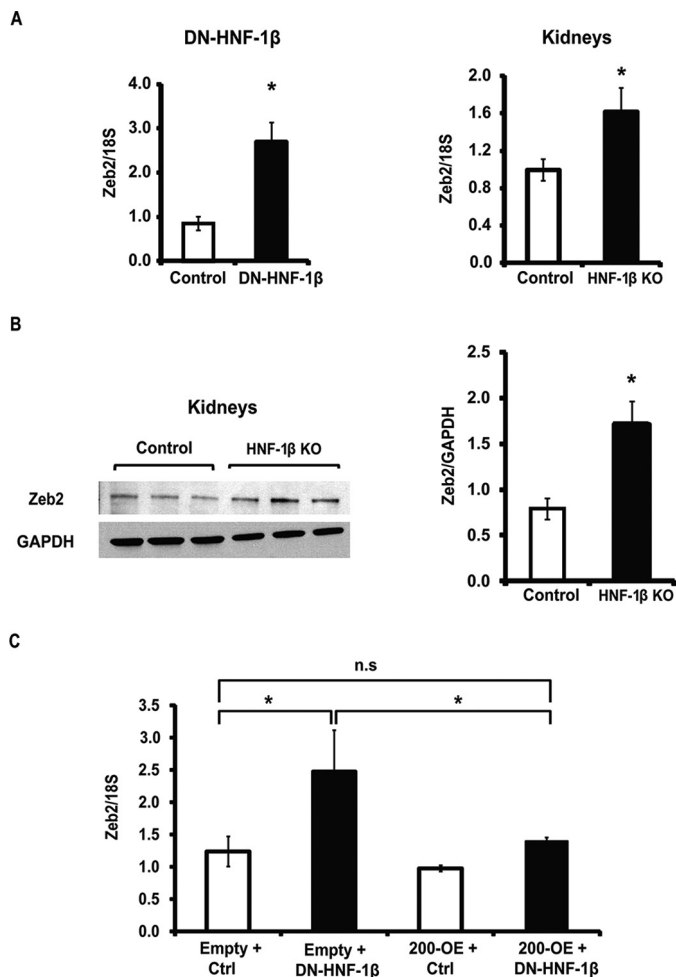 A
DN-HNF-1β
Zeb2/18S
4.0
3.0
2.0
1.0
0.0
*
Control
DN-HNF-1β
Kidneys
Zeb2/18S
2.0
1.6
1.2
0.8
0.4
0.0
*
Control
HNF-1β KO
B
Kidneys
Control
HNF-1β KO
Zeb2
GAPDH
Zeb2/GAPDH
2.5
2.0
1.5
1.0
0.5
0.0
*
Control
HNF-1β KO
C
n.s
*
*
Zeb2/18S
3.5
3.0
2.5
2.0
1.5
1.0
0.5
0.0
Empty +
Ctrl
Empty +
DN-HNF-1β
200-OE +
Ctrl
200-OE +
DN-HNF-1β